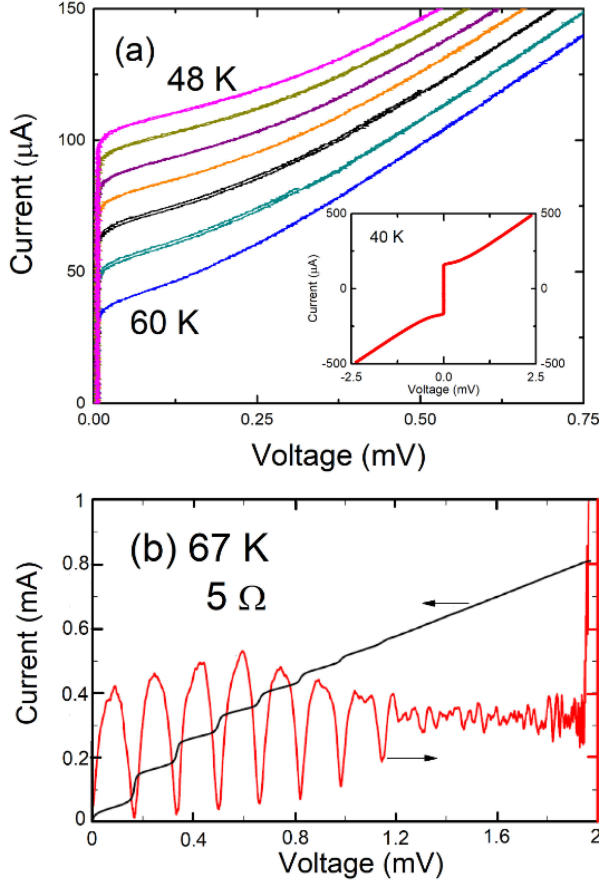 150
(a)
48 K
100
Current (μA)
50
60 K
0
500
40 K
500
Current (μA)
0
0
-500
-500
-2.5
0.0
2.5
Voltage (mV)
0.00
0.25
0.50
0.75
Voltage (mV)
1
(b) 67 K
5 Ω
0.8
Current (mA)
0.6
0.4
0.2
0
0
0.4
0.8
1.2
1.6
2
Voltage (mV)